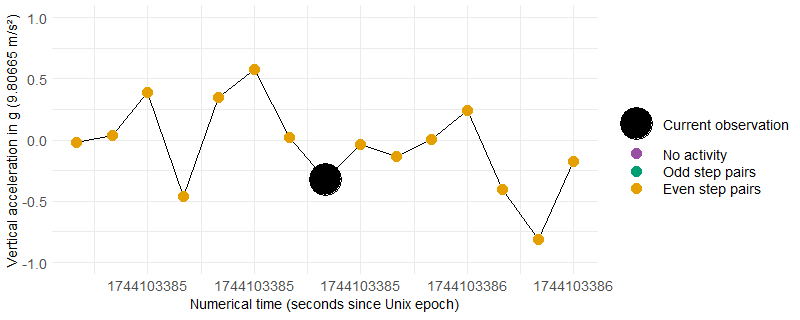 Vertical acceleration in g (9.80665 m/s²)
1.0
0.5
0.0
-0.5
-1.0
1744103385 1744103385 1744103385 1744103386 1744103386
Numerical time (seconds since Unix epoch)
Current observation
No activity
Odd step pairs
Even step pairs